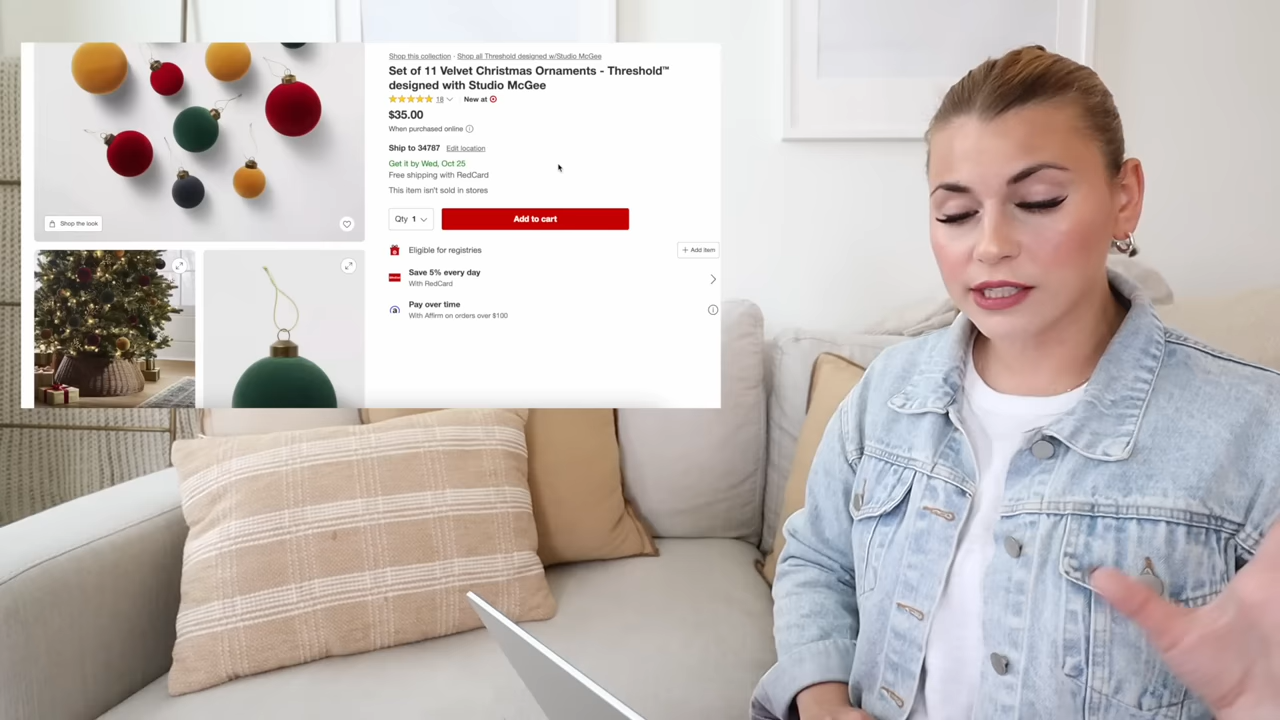 Shop this collection · Shop all Threshold designed w/Studio McGee
Set of 11 Velvet Christmas Ornaments - Threshold™
designed with Studio McGee
18
New at
$35.00
When purchased online
Ship to 34787 Edit location
Get it by Wed, Oct 25
Free shipping with RedCard
This item isn't sold in stores
Shop the look
Qty 1
Add to cart
Eligible for registries
+ Add item
Save 5% every day
With RedCard
Pay over time
With Affirm on orders over $100